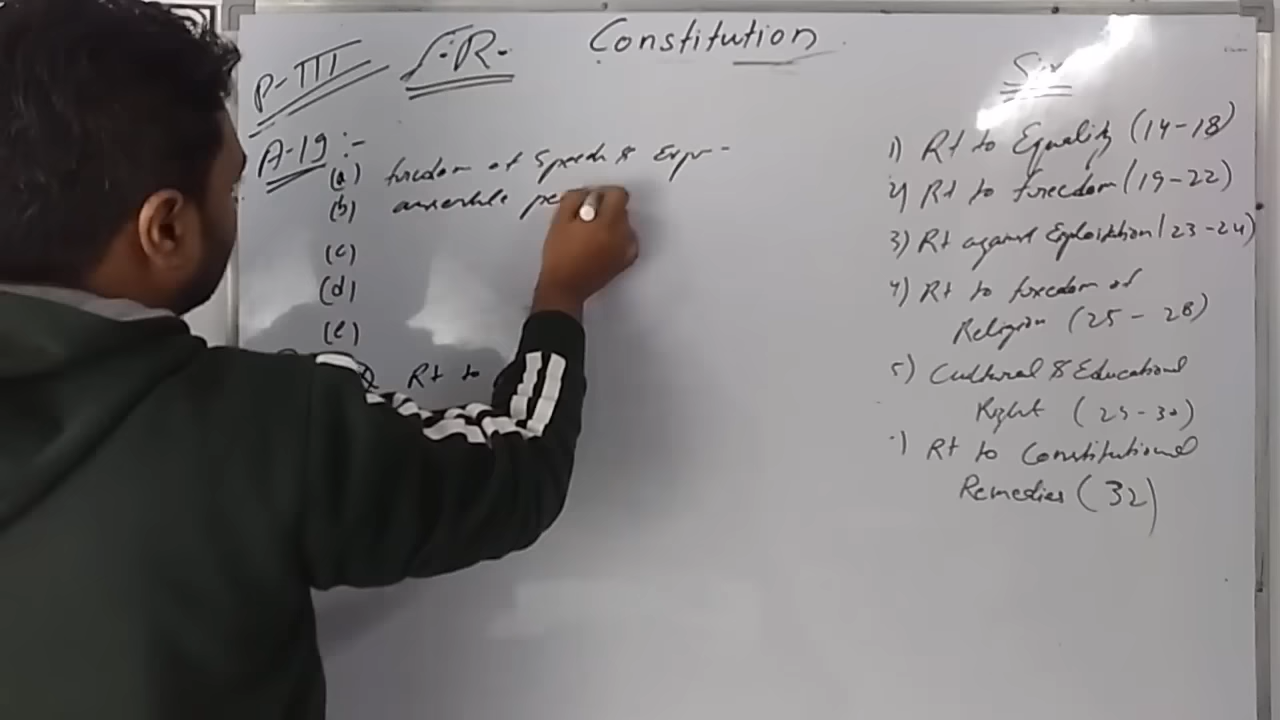 Constitution
P-III F.R.
A-19 :-
(a) freedom of Speech & Expr-
(b) assemble pe
(c)
(d)
(e)
Rt to
Six
1) Rt to Equality (14-18)
2) Rt to freedom (19-22)
3) Rt against Exploitation (23-24)
4) Rt to freedom of
Religion (25-28)
5) Cultural & Educational
Right (29-30)
) Rt to Constitutional
Remedies (32)